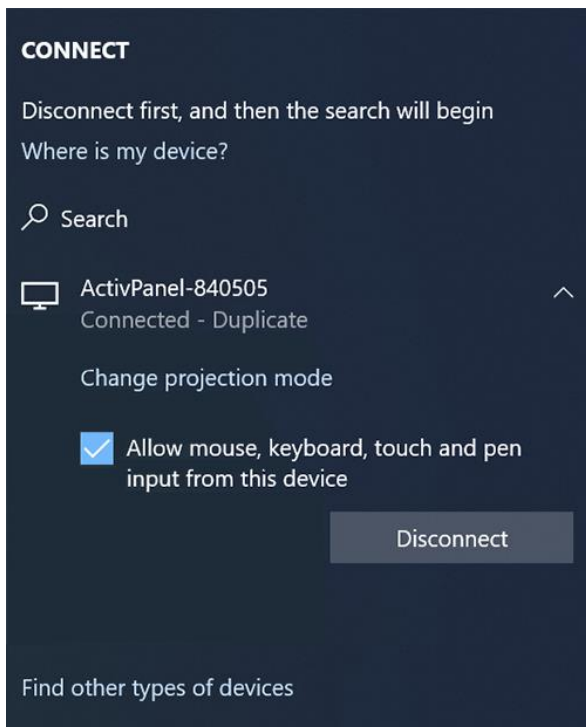 CONNECT
Disconnect first, and then the search will begin
Where is my device?
Search
ActivPanel-840505
Connected - Duplicate
Change projection mode
Allow mouse, keyboard, touch and pen
input from this device
Disconnect
Find other types of devices